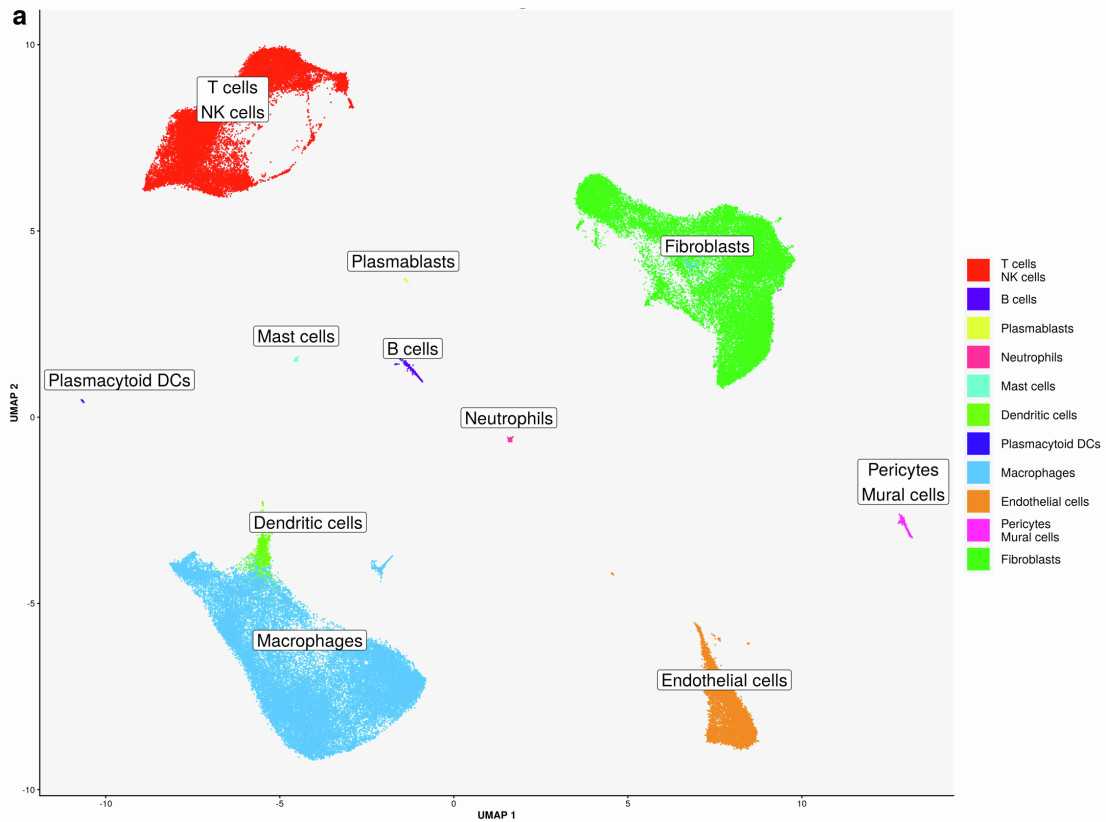 a
10
5
0
-5
-10
UMAP 2
T cells
NK cells
Fibroblasts
Plasmablasts
Mast cells
B cells
Plasmacytoid DCs
Neutrophils
Pericytes
Mural cells
Dendritic cells
Macrophages
Endothelial cells
-10
-5
0
5
10
UMAP 1
T cells
NK cells
B cells
Plasmablasts
Neutrophils
Mast cells
Dendritic cells
Plasmacytoid DCs
Macrophages
Endothelial cells
Pericytes
Mural cells
Fibroblasts